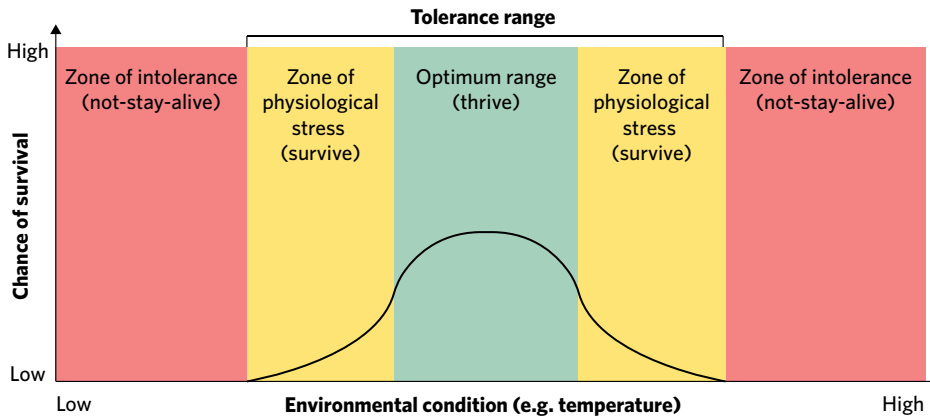 Tolerance range
High
Zone of intolerance
(not-stay-alive)
Zone of
physiological
stress
(survive)
Optimum range
(thrive)
Zone of
physiological
stress
(survive)
Zone of intolerance
(not-stay-alive)
Chance of survival
Low
Low
Environmental condition (e.g. temperature)
High